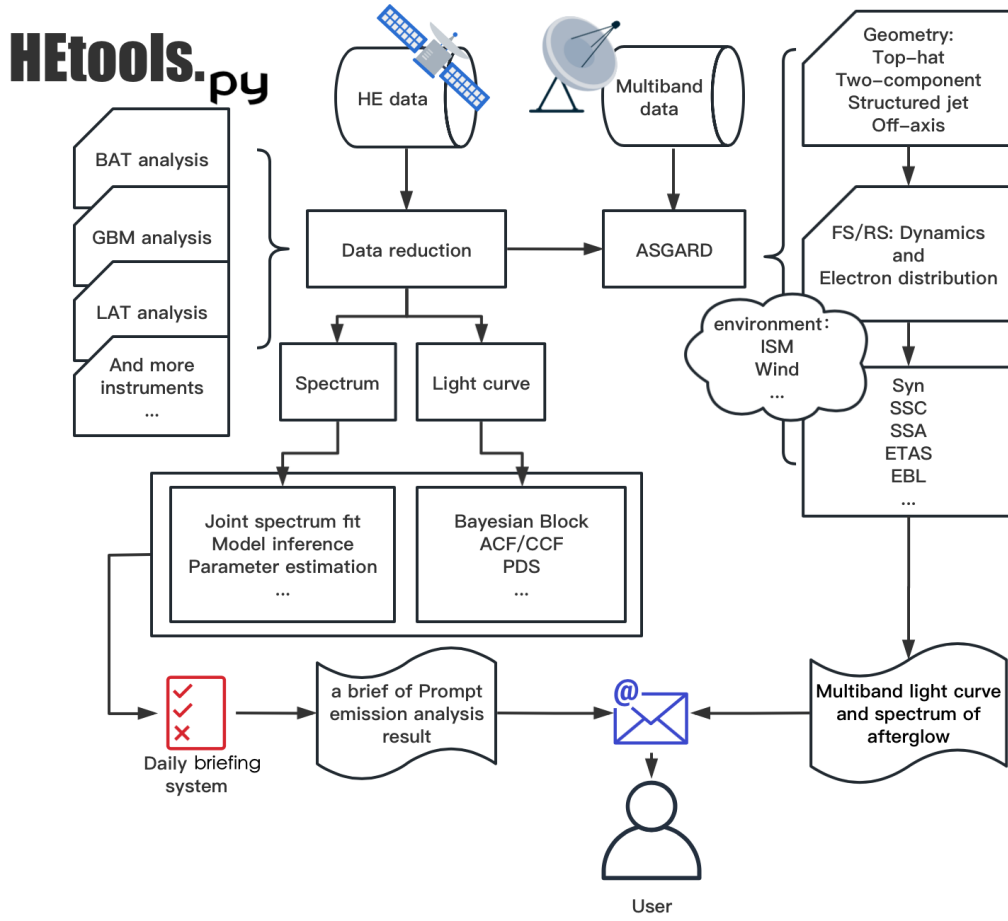 HEtools.py
HE data
Multiband
data
Geometry:
Top-hat
Two-component
Structured jet
Off-axis
BAT analysis
GBM analysis
LAT analysis
And more
instruments
...
Data reduction
ASGARD
FS/RS: Dynamics
and
Electron distribution
environment:
ISM
Wind
...
Spectrum
Light curve
Syn
SSC
SSA
ETAS
EBL
...
Joint spectrum fit
Model inference
Parameter estimation
...
Bayesian Block
ACF/CCF
PDS
...
a brief of Prompt
emission analysis
result
@
Multiband light curve
and spectrum of
afterglow
Daily briefing
system
User